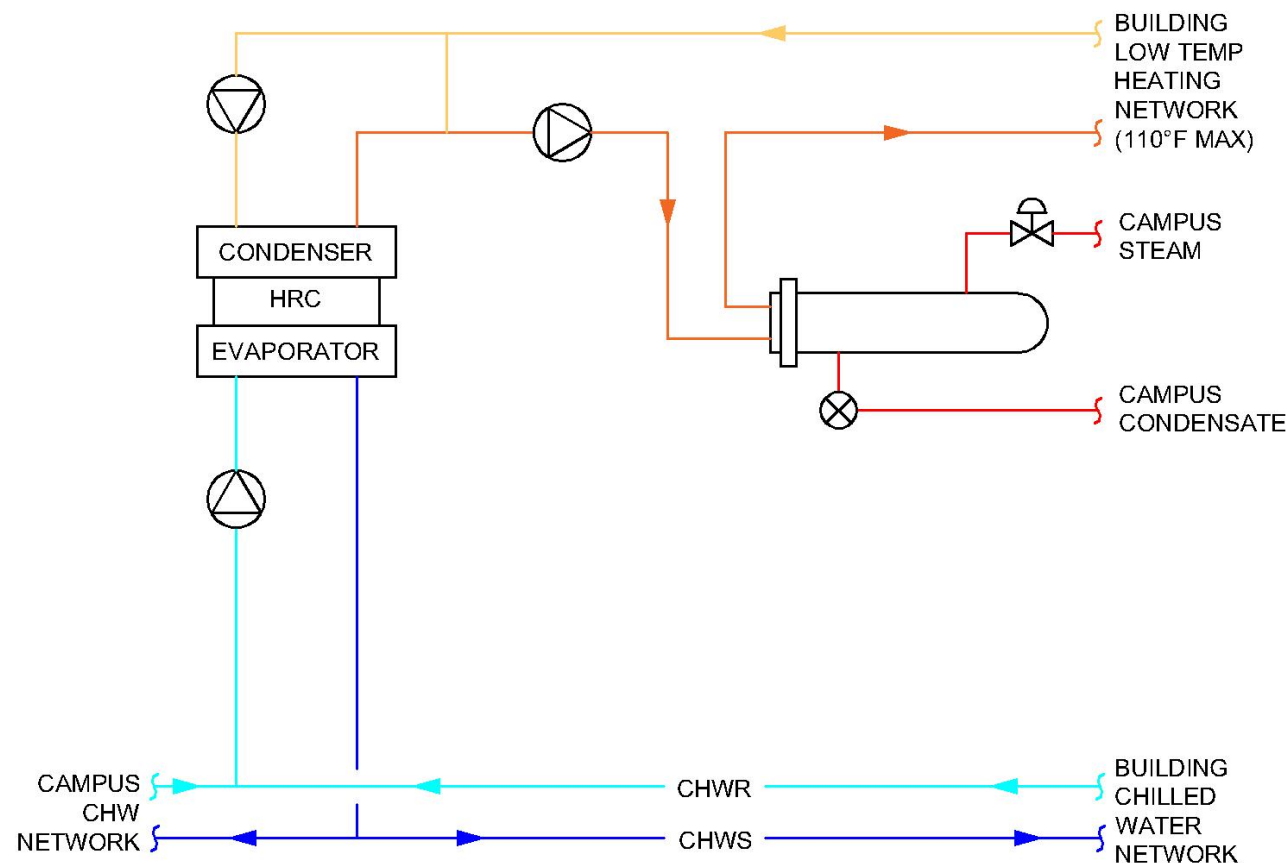 BUILDING
LOW TEMP
HEATING
NETWORK
(110°F MAX)
CONDENSER
HRC
EVAPORATOR
CAMPUS
STEAM
CAMPUS
CONDENSATE
CAMPUS
CHW
NETWORK
CHWR
CHWS
BUILDING
CHILLED
WATER
NETWORK